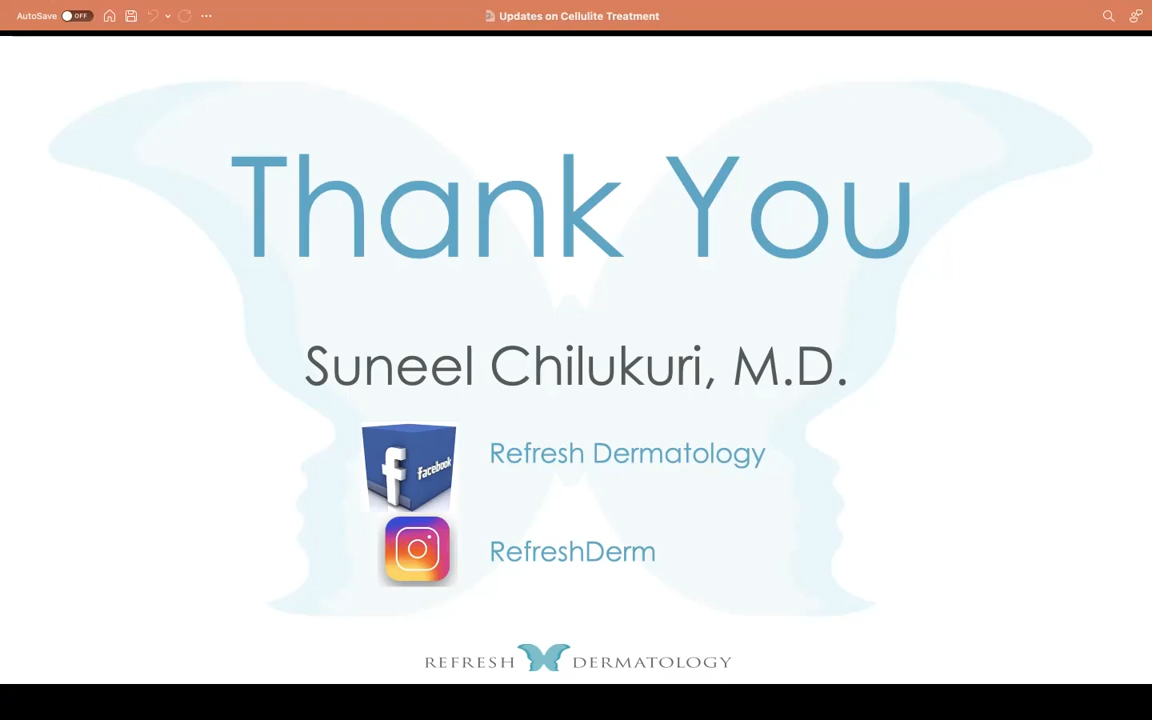 AutoSave OFF
Updates on Cellulite Treatment
Thank You
Suneel Chilukuri, M.D.
facebook
Refresh Dermatology
RefreshDerm
REFRESH DERMATOLOGY